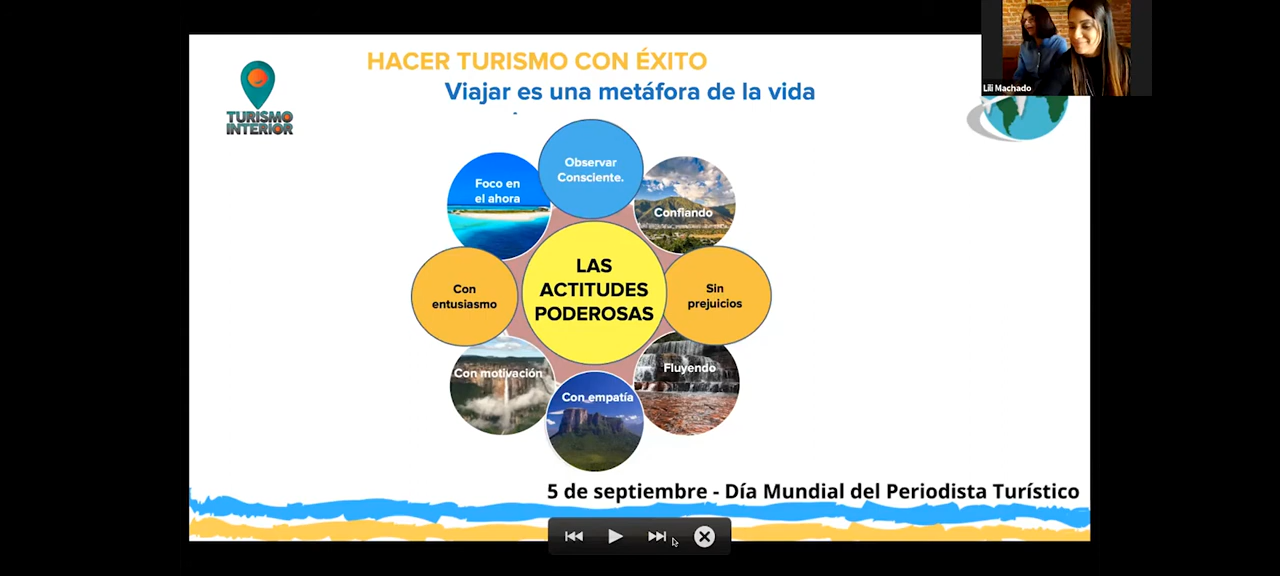 HACER TURISMO CON ÉXITO
Viajar es una metáfora de la vida
TURISMO
INTERIOR
Lili Machado
Observar
Consciente.
Foco en
el ahora
Confiando
LAS
ACTITUDES
PODEROSAS
Con
entusiasmo
Sin
prejuicios
Con motivación
Fluyendo
Con empatía
5 de septiembre - Día Mundial del Periodista Turístico